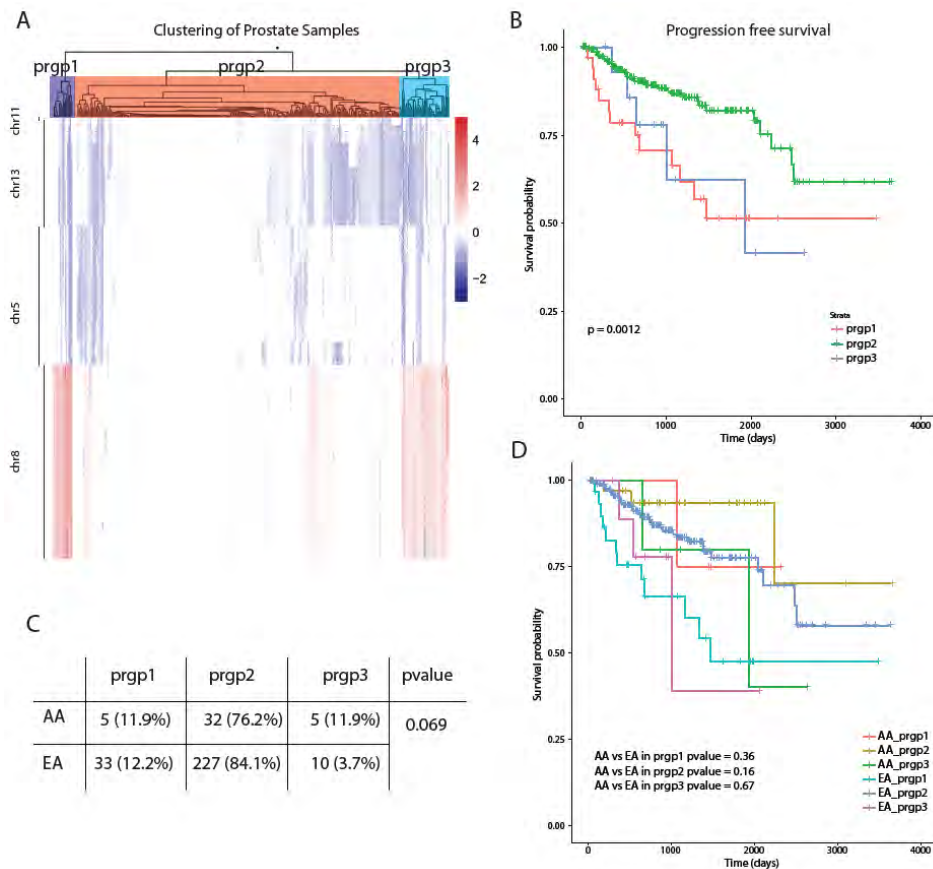 A
Clustering of Prostate Samples
prgp1 prgp2 prgp3
chr11
chr13
chr5
chr8
4
2
0
−2
B
Progression free survival
1.00
0.75
0.50
0.25
0.00
Survival probability
p = 0.0012
Strata
prgp1
prgp2
prgp3
0 1000 2000 3000 4000
Time (days)
C
prgp1 prgp2 prgp3 pvalue
AA 5 (11.9%) 32 (76.2%) 5 (11.9%) 0.069
EA 33 (12.2%) 227 (84.1%) 10 (3.7%)
D
1.00
0.75
0.50
0.25
0.00
Survival probability
AA vs EA in prgp1 pvalue = 0.36
AA vs EA in prgp2 pvalue = 0.16
AA vs EA in prgp3 pvalue = 0.67
AA_prgp1
AA_prgp2
AA_prgp3
EA_prgp1
EA_prgp2
EA_prgp3
0 1000 2000 3000 4000
Time (days)